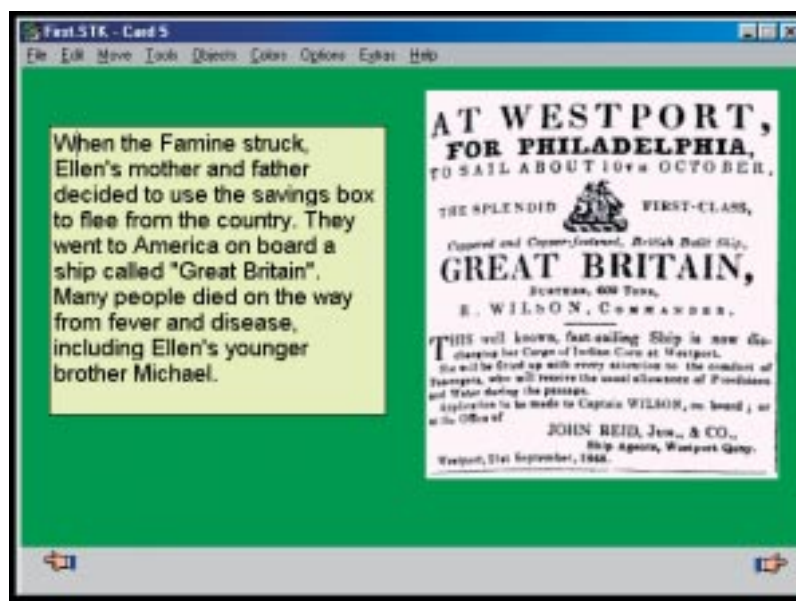 First.STK - Card 5
File Edit Move Tools Objects Colors Options Extras Help
When the Famine struck,
Ellen's mother and father
decided to use the savings box
to flee from the country. They
went to America on board a
ship called "Great Britain".
Many people died on the way
from fever and disease,
including Ellen's younger
brother Michael.
AT WESTPORT,
FOR PHILADELPHIA,
TO SAIL ABOUT 10TH OCTOBER,
THE SPLENDID FIRST-CLASS,
Coppered and Copper-fastened, British Built Ship,
GREAT BRITAIN,
BURTHEN, 600 TONS,
WILSON, COMMANDER,
THIS well known, fast-sailing Ship is now dis-
charging her Cargo of Indian Corn at Westport.
She will be fitted up with every attention to the comfort of
Passengers, who will receive the usual allowance of Provisions
and Water during the passage.
Application to be made to Captain WILSON, on board ; or
at the Office of
JOHN REID, JUN., & CO.,
Ship Agents, Westport Quay.
Westport, 21st September,